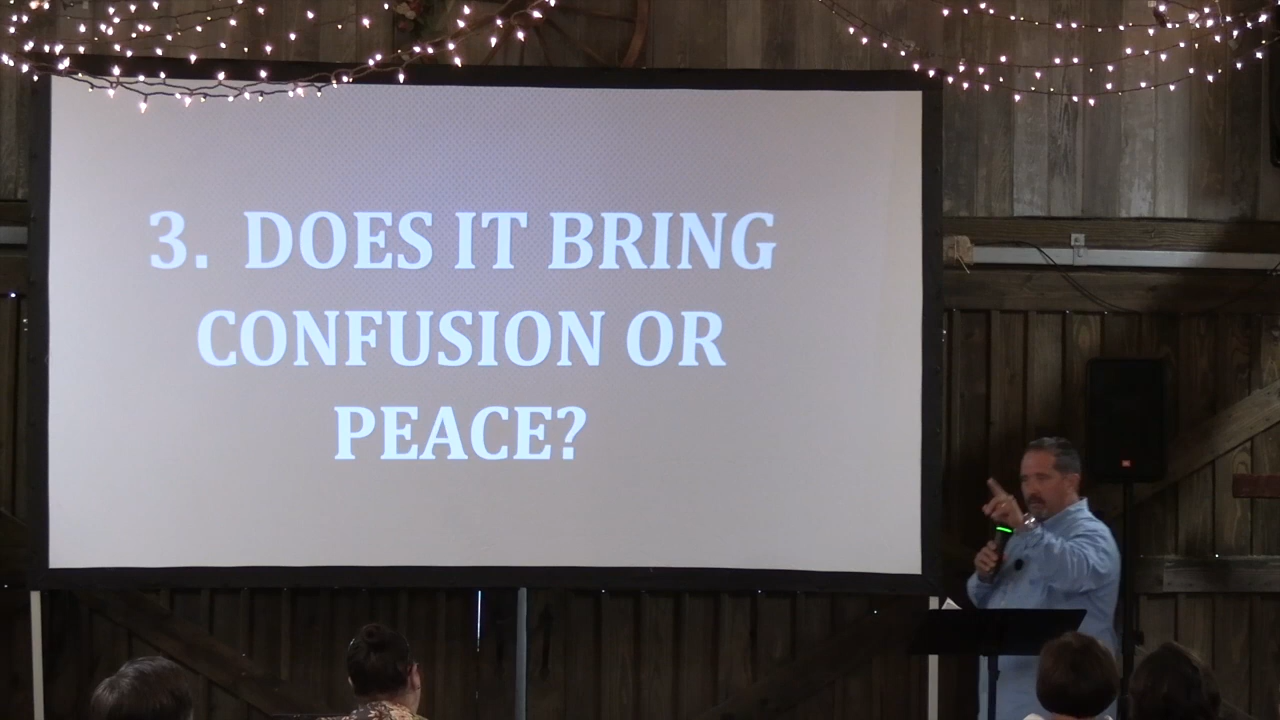 3. DOES IT BRING
CONFUSION OR
PEACE?